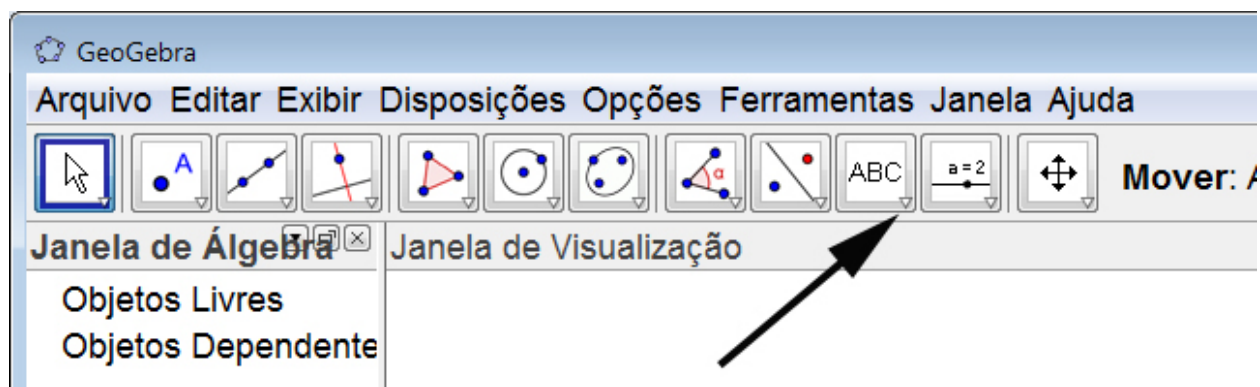 GeoGebra
Arquivo Editar Exibir Disposições Opções Ferramentas Janela Ajuda
A α ABC a=2 Mover: A
Janela de Álgebra Janela de Visualização
Objetos Livres
Objetos Dependente